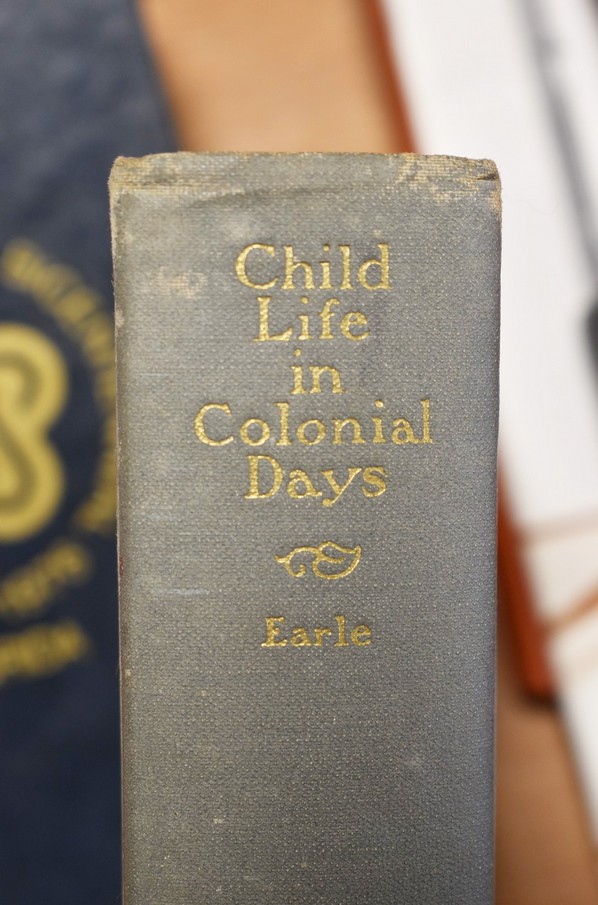 Child
Life
in
Colonial
Days
Earle